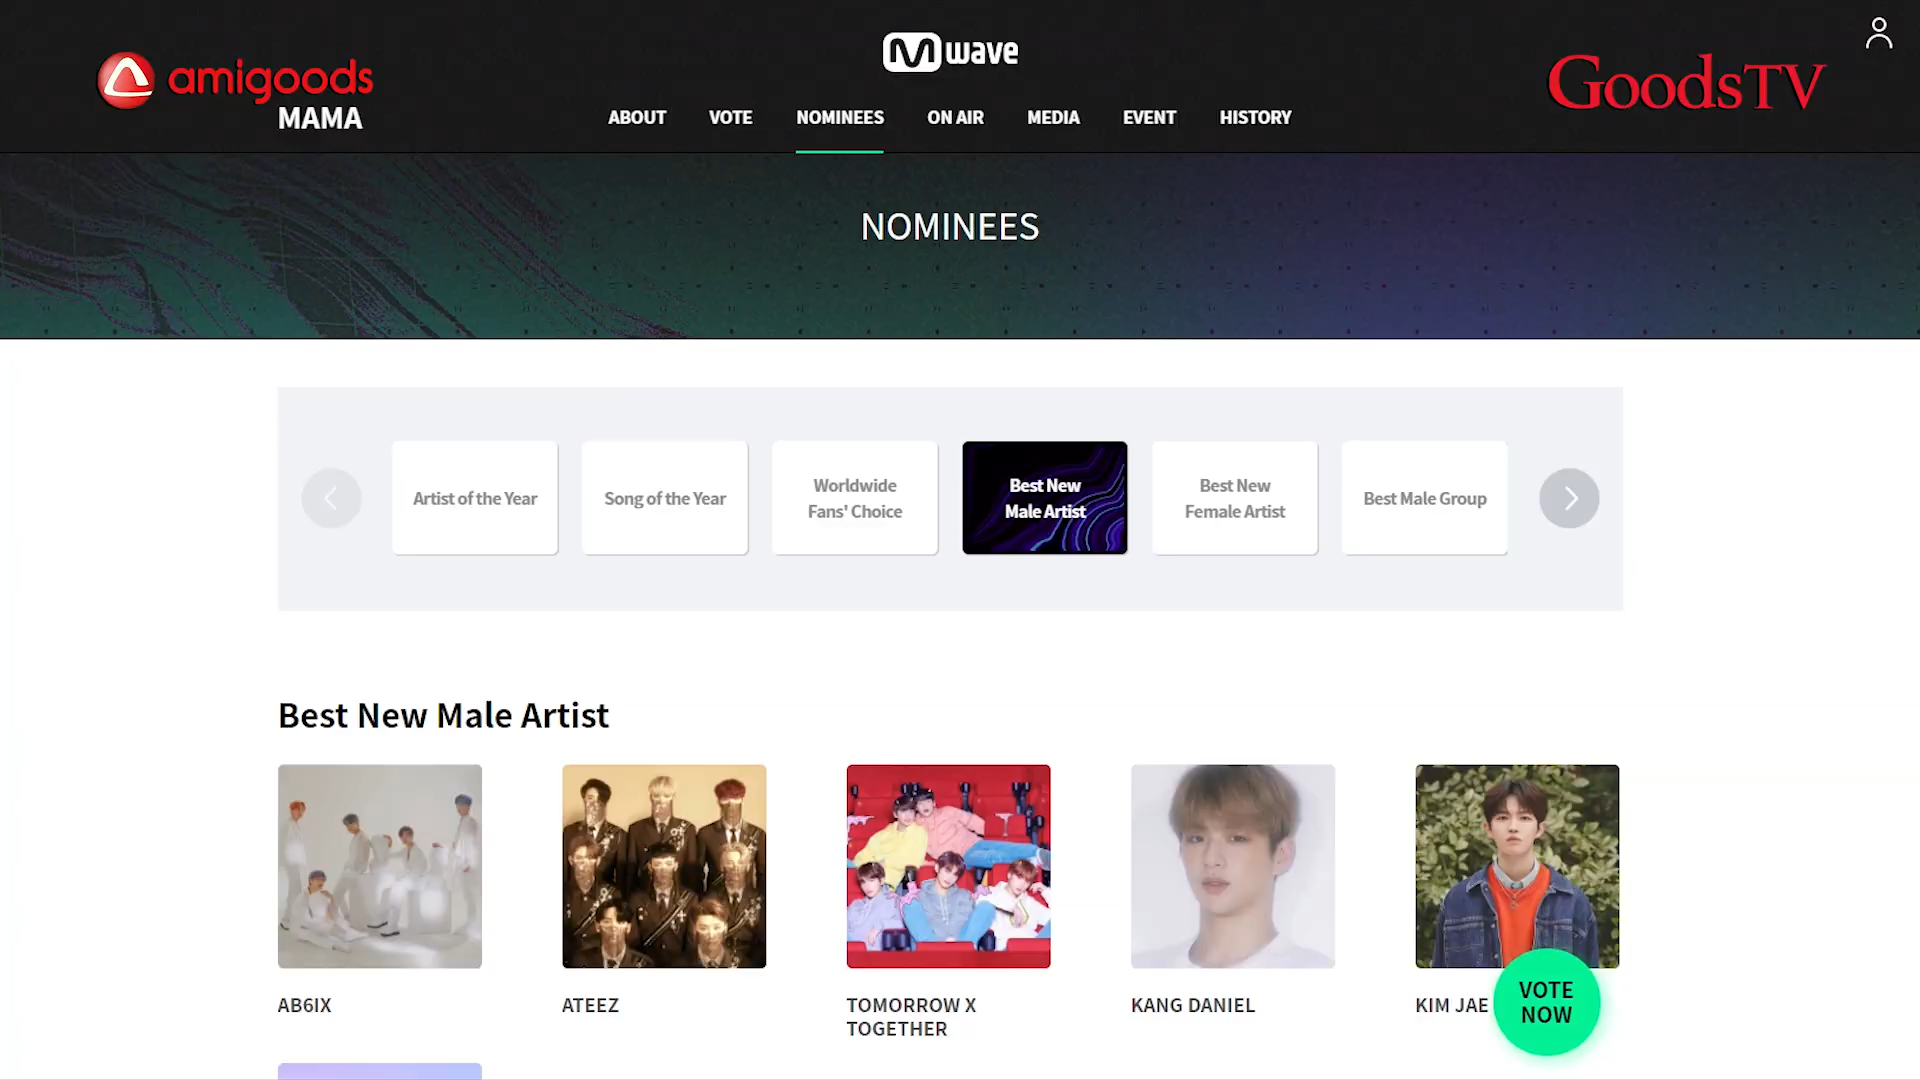 amigoods
MAMA
M wave
GoodsTV
ABOUT VOTE NOMINEES ON AIR MEDIA EVENT HISTORY
NOMINEES
Artist of the Year
Song of the Year
Worldwide
Fans' Choice
Best New
Male Artist
Best New
Female Artist
Best Male Group
Best New Male Artist
AB6IX
ATEEZ
TOMORROW X
TOGETHER
KANG DANIEL
KIM JAE
VOTE
NOW